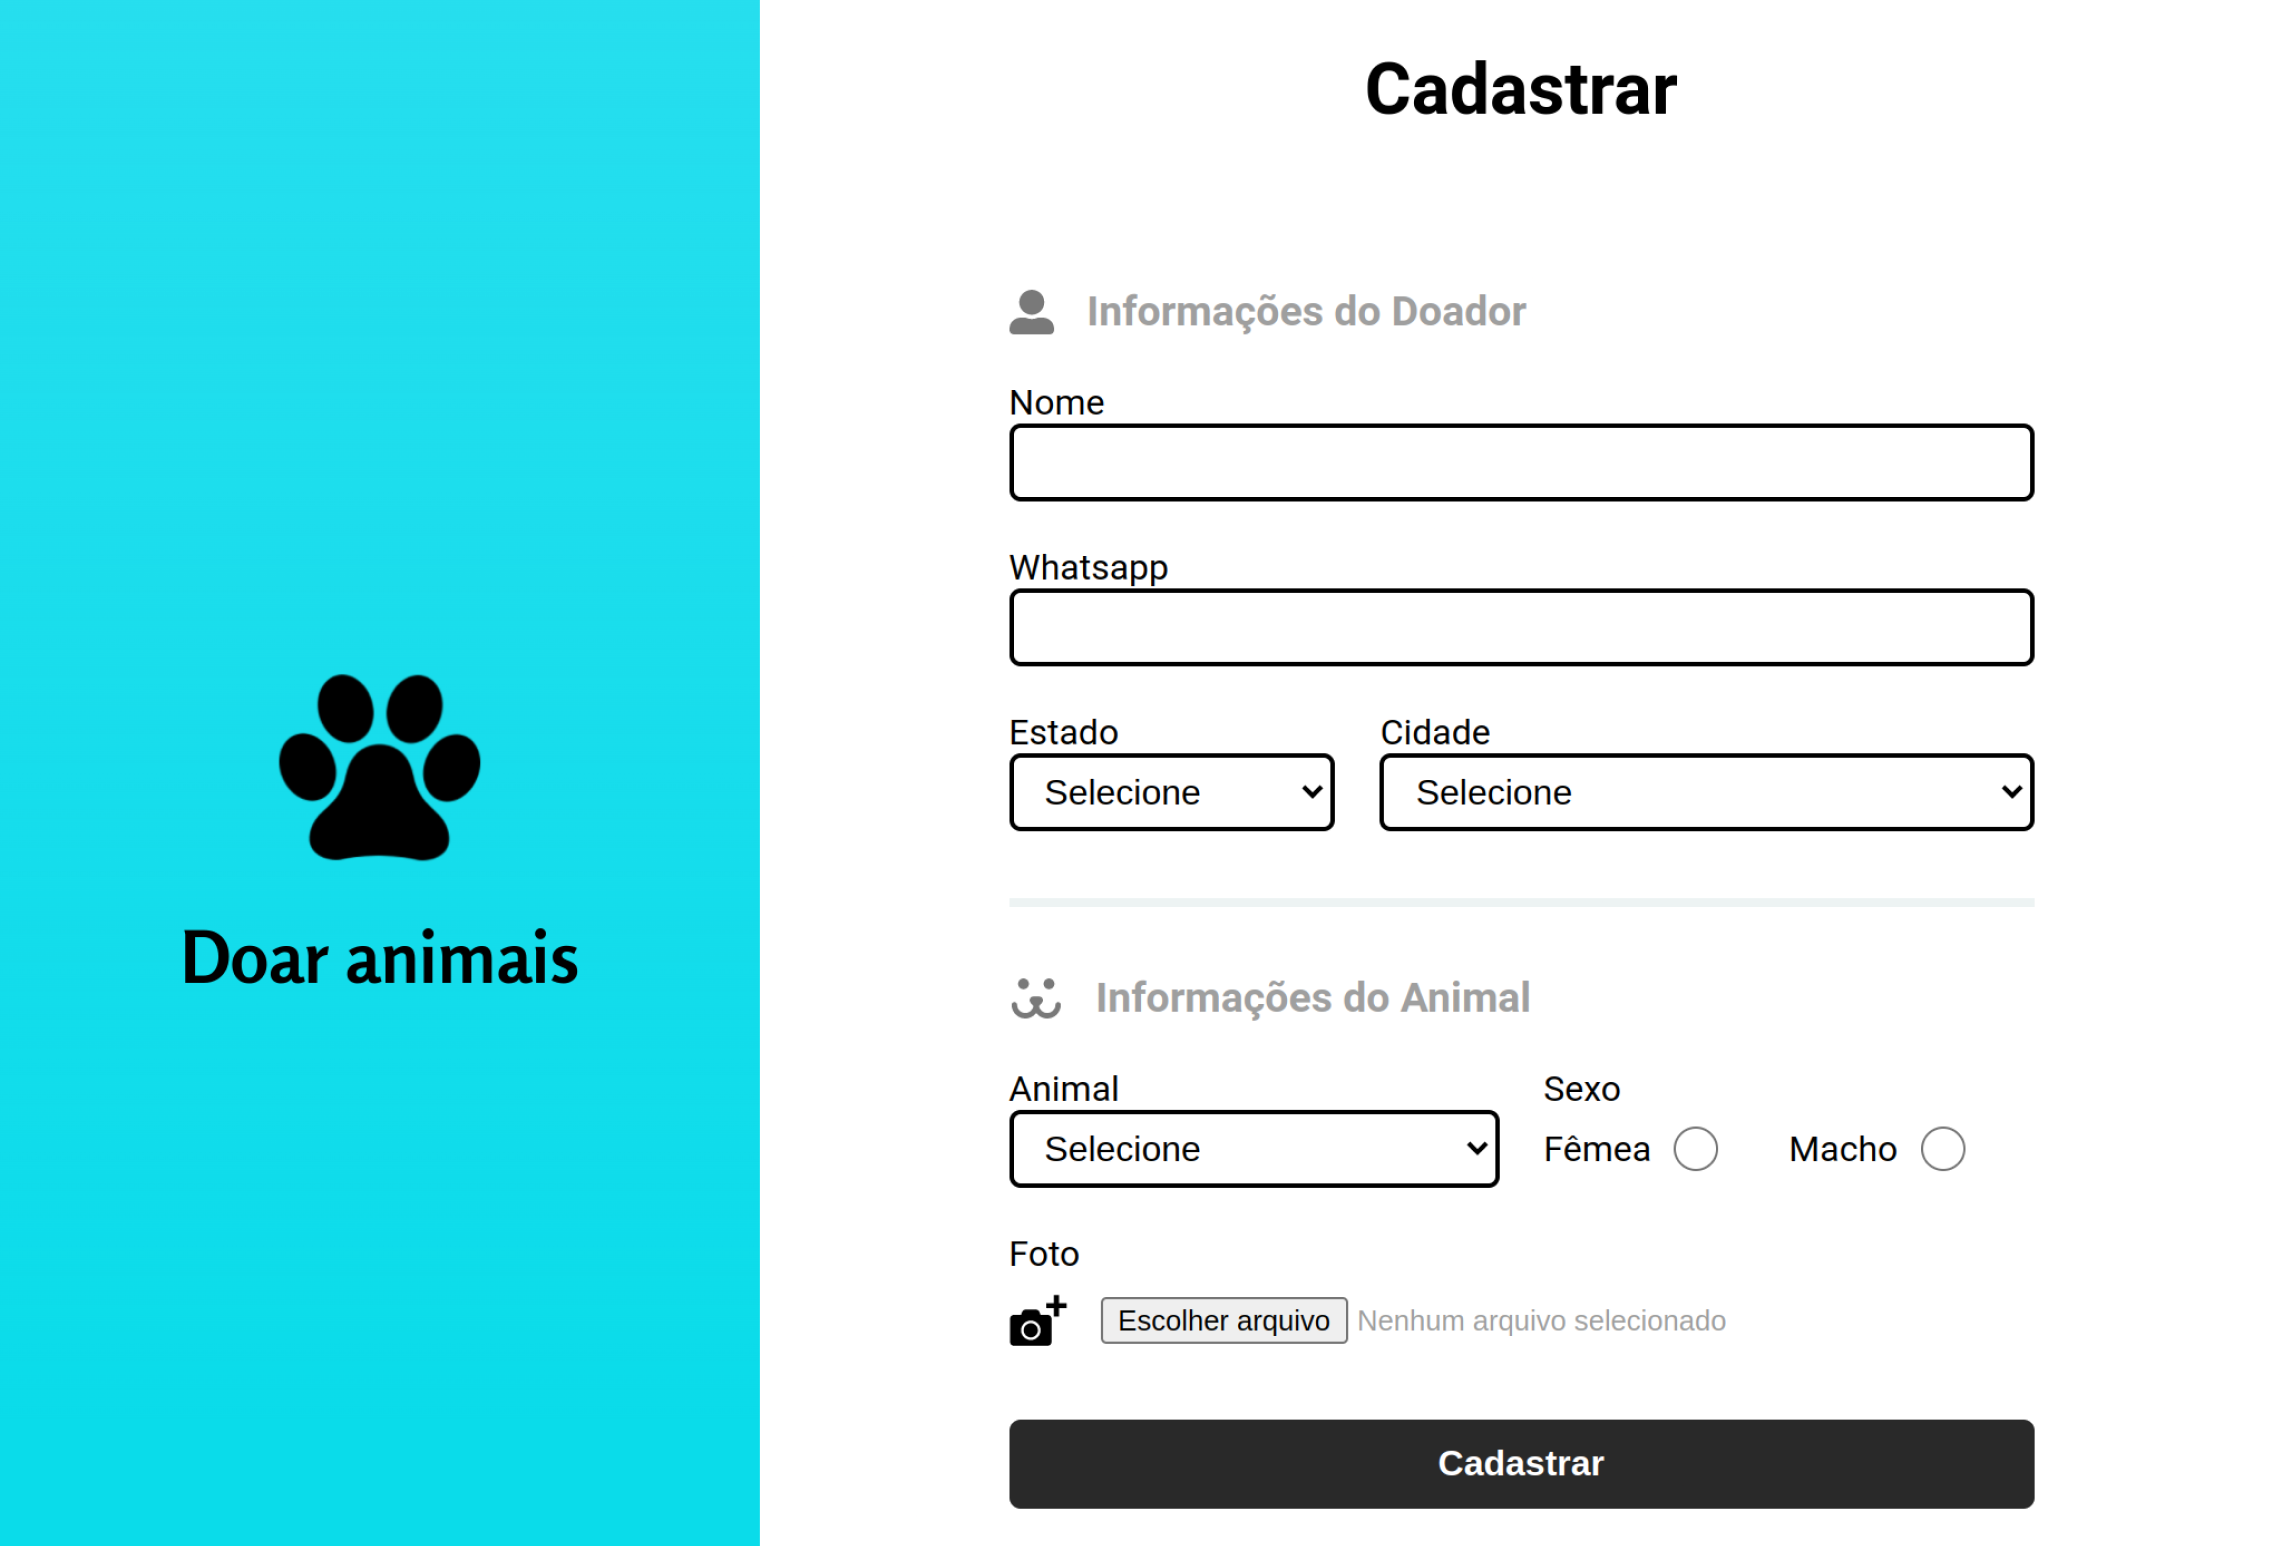 Doar animais
Cadastrar
Informações do Doador
Nome
Whatsapp
Estado
Cidade
Selecione
Selecione
Informações do Animal
Animal
Sexo
Selecione
Fêmea
Macho
Foto
Escolher arquivo Nenhum arquivo selecionado
Cadastrar